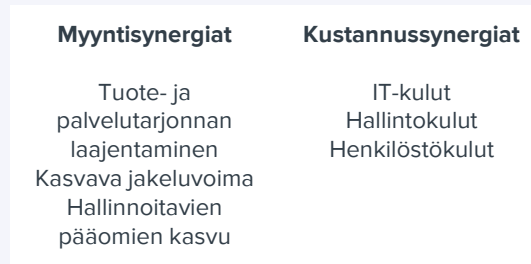 Myyntisynergiat
Tuote- ja
palvelutarjonnan
laajentaminen
Kasvava jakeluvoima
Hallinnoitavien
pääomien kasvu
Kustannussynergiat
IT-kulut
Hallintokulut
Henkilöstökulut